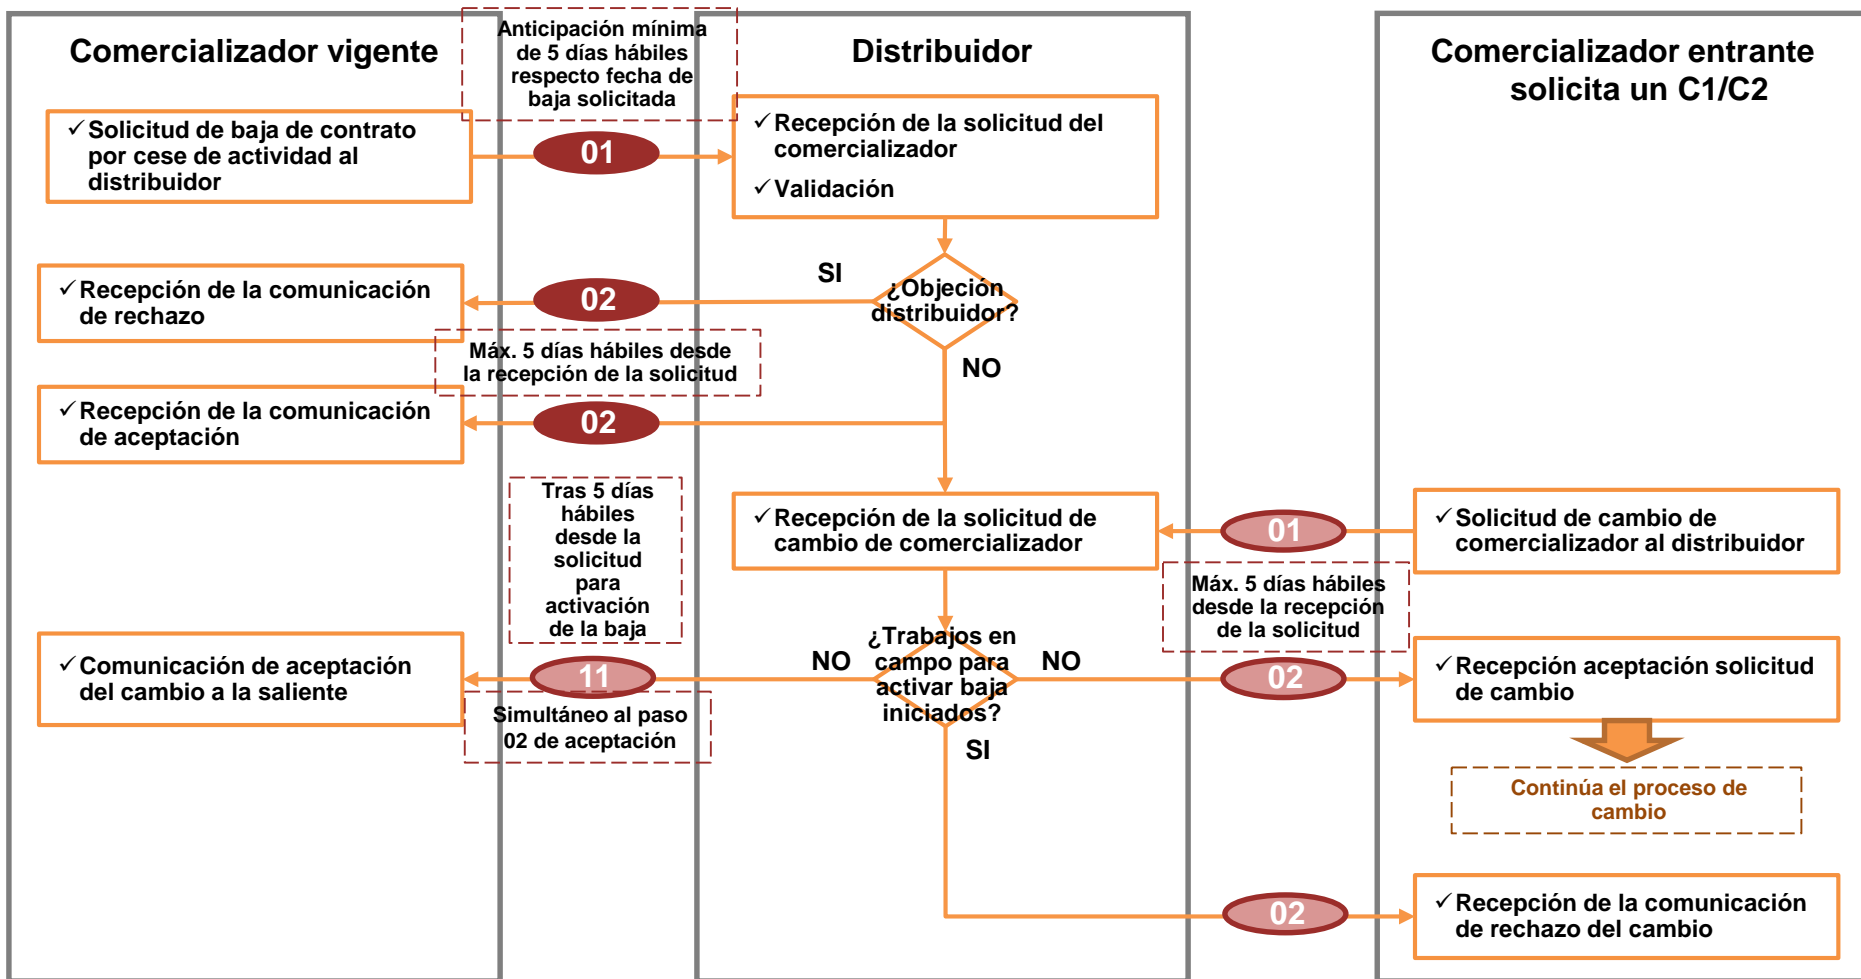 Comercializador vigente
Anticipación mínima
de 5 días hábiles
respecto fecha de
baja solicitada
Distribuidor
Comercializador entrante
solicita un C1/C2
✓Solicitud de baja de contrato
por cese de actividad al
distribuidor
01
✓Recepción de la solicitud del
comercializador
✓Validación
SI
¿Objeción
distribuidor?
✓Recepción de la comunicación
de rechazo
02
Máx. 5 días hábiles desde
la recepción de la solicitud
NO
✓Recepción de la comunicación
de aceptación
02
Tras 5 días
hábiles
desde la
solicitud
para
activación
de la baja
✓Recepción de la solicitud de
cambio de comercializador
01
✓Solicitud de cambio de
comercializador al distribuidor
Máx. 5 días hábiles
desde la recepción
de la solicitud
✓Comunicación de aceptación
del cambio a la saliente
11
NO
¿Trabajos en
campo para
activar baja
iniciados?
NO
02
✓Recepción aceptación solicitud
de cambio
Simultáneo al paso
02 de aceptación
SI
Continúa el proceso de
cambio
02
✓Recepción de la comunicación
de rechazo del cambio